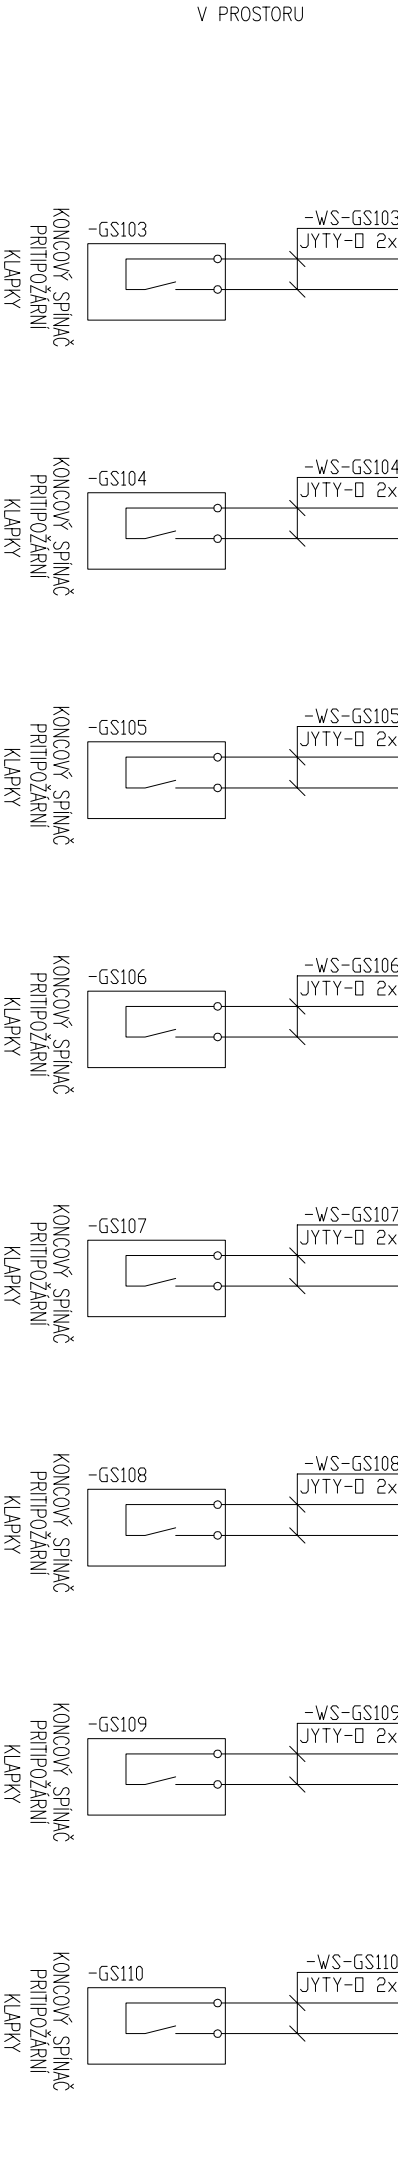 V PROSTORU
KONCOVÝ SPÍNAČ
PRITIPOŽÁRNÍ
KLAPKY
-GS103
-WS-GS103
JYTY-O 2x
KONCOVÝ SPÍNAČ
PRITIPOŽÁRNÍ
KLAPKY
-GS104
-WS-GS104
JYTY-O 2x
KONCOVÝ SPÍNAČ
PRITIPOŽÁRNÍ
KLAPKY
-GS105
-WS-GS105
JYTY-O 2x
KONCOVÝ SPÍNAČ
PRITIPOŽÁRNÍ
KLAPKY
-GS106
-WS-GS106
JYTY-O 2x
KONCOVÝ SPÍNAČ
PRITIPOŽÁRNÍ
KLAPKY
-GS107
-WS-GS107
JYTY-O 2x
KONCOVÝ SPÍNAČ
PRITIPOŽÁRNÍ
KLAPKY
-GS108
-WS-GS108
JYTY-O 2x
KONCOVÝ SPÍNAČ
PRITIPOŽÁRNÍ
KLAPKY
-GS109
-WS-GS109
JYTY-O 2x
KONCOVÝ SPÍNAČ
PRITIPOŽÁRNÍ
KLAPKY
-GS110
-WS-GS110
JYTY-O 2x